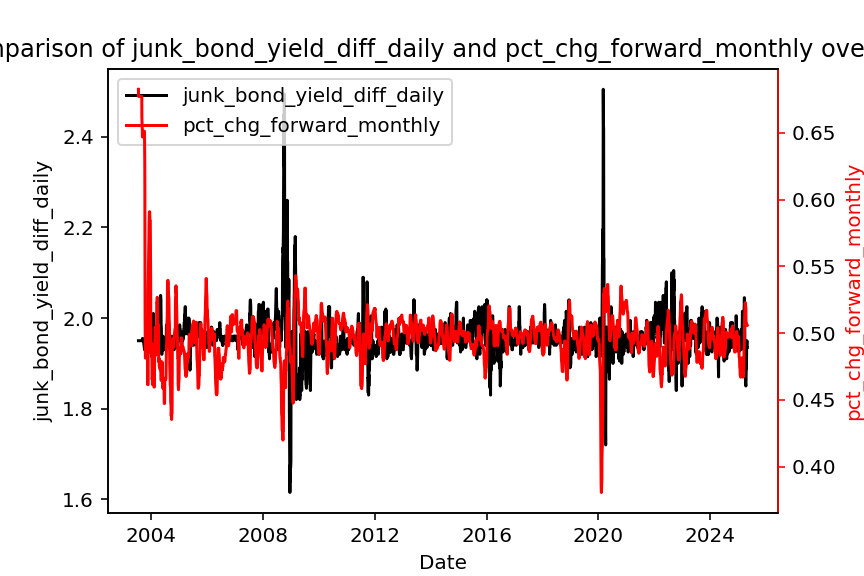 nparison of junk_bond_yield_diff_daily and pct_chg_forward_monthly ove
junk_bond_yield_diff_daily
pct_chg_forward_monthly
2.4
2.2
2.0
1.8
1.6
junk_bond_yield_diff_daily
0.65
0.60
0.55
0.50
0.45
0.40
pct_chg_forward_monthly
2004 2008 2012 2016 2020 2024
Date